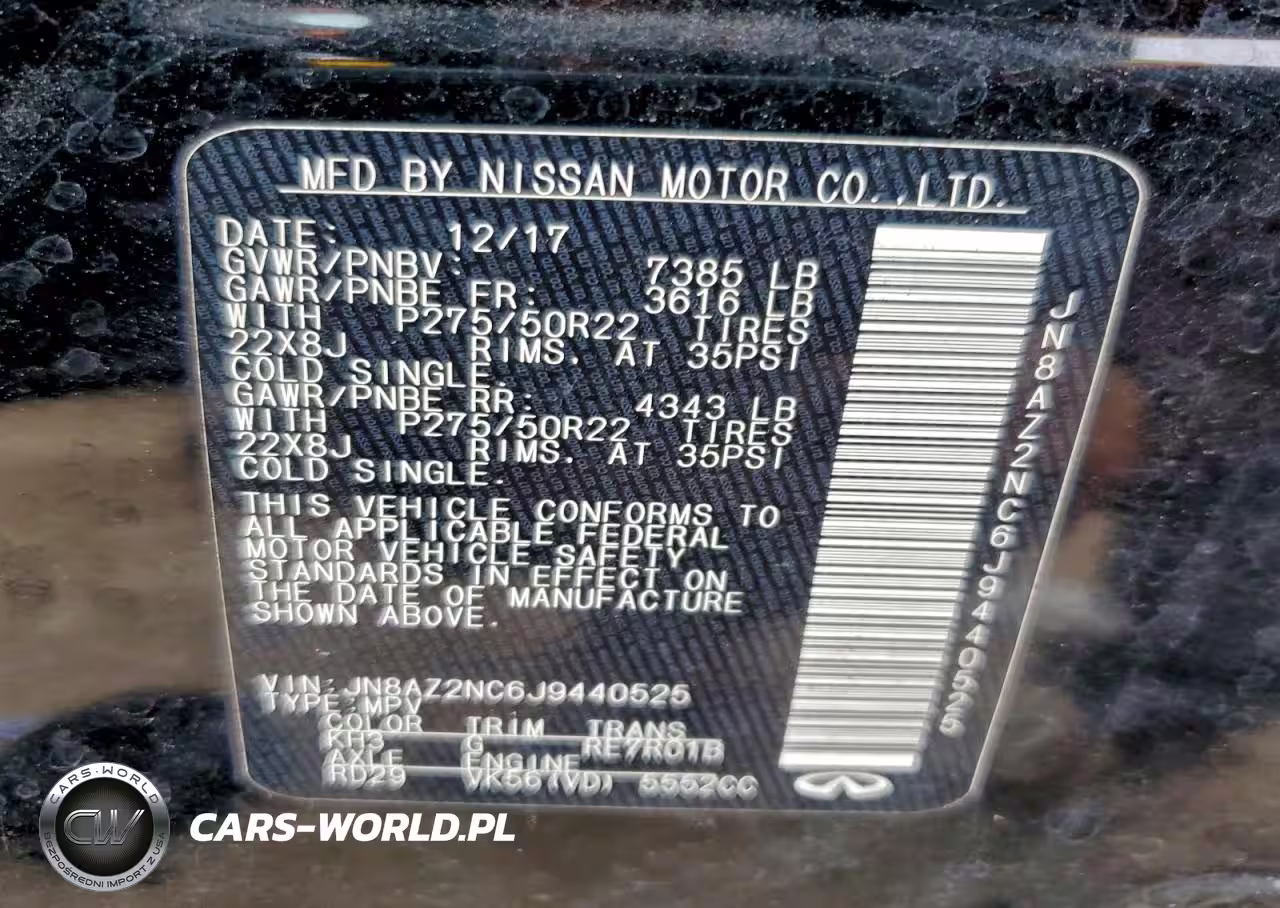 MFD BY NISSAN MOTOR CO.,LTD.
DATE: 12/17
GVWR/PNBV: 7385 LB
GAWR/PNBE FR: 3616 LB
WITH P275/50R22 TIRES
22X8J RIMS. AT 35PSI
COLD SINGLE.
GAWR/PNBE RR: 4343 LB
WITH P275/50R22 TIRES
22X8J RIMS. AT 35PSI
COLD SINGLE.
THIS VEHICLE CONFORMS TO
ALL APPLICABLE FEDERAL
MOTOR VEHICLE SAFETY
STANDARDS IN EFFECT ON
THE DATE OF MANUFACTURE
SHOWN ABOVE.
VIN:JN8AZ2NC6J9440525
TYPE:MPV
COLOR TRIM TRANS
KH3 G RE7R01B
AXLE ENGINE
RD29 VK56(VD) 5552CC
JN8AZ2NC6J9440525
CARS-WORLD
CW
BEZPOŚREDNI IMPORT Z USA
CARS-WORLD.PL